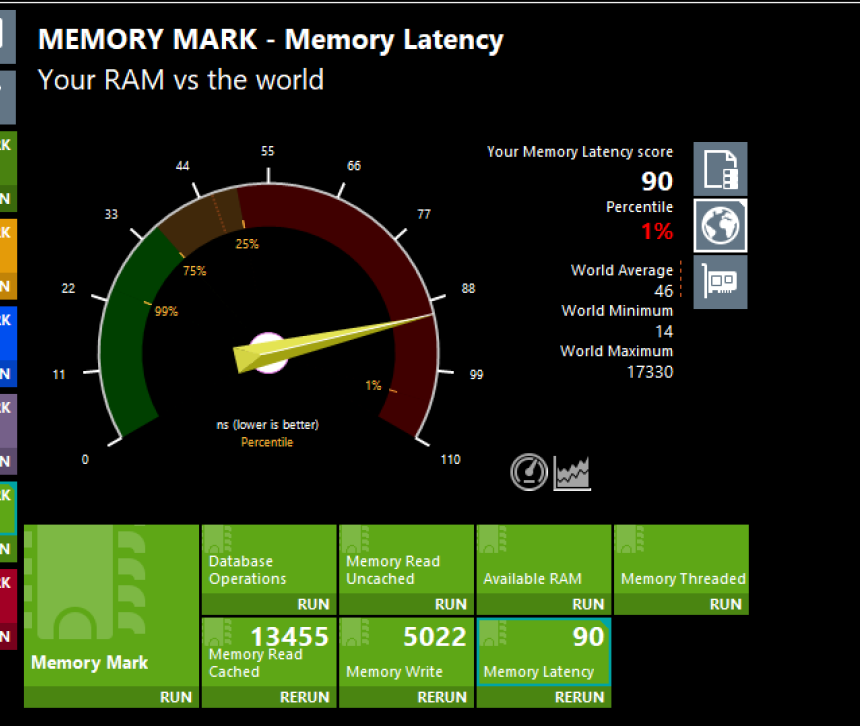 MEMORY MARK - Memory Latency
Your RAM vs the world
0
11
22
33
44
55
66
77
88
99
110
99%
75%
25%
1%
ns (lower is better)
Percentile
Your Memory Latency score
90
Percentile
1%
World Average
46
World Minimum
14
World Maximum
17330
Memory Mark
RUN
Database
Operations
RUN
Memory Read
Uncached
RUN
Available RAM
RUN
Memory Threaded
RUN
13455
Memory Read
Cached
RERUN
5022
Memory Write
RERUN
90
Memory Latency
RERUN